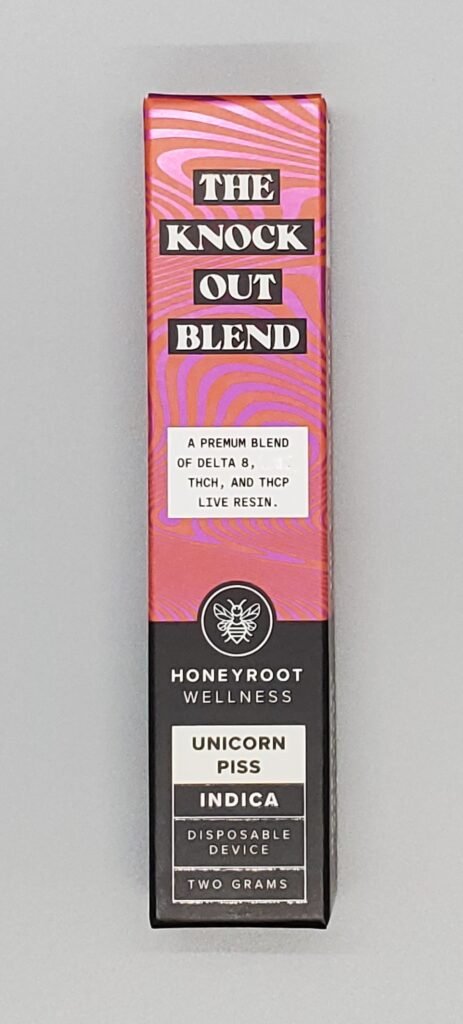 THE
KNOCK
OUT
BLEND
A PREMUM BLEND
OF DELTA 8,
THCH, AND THCP
LIVE RESIN.
HONEYROOT
WELLNESS
UNICORN
PISS
INDICA
DISPOSABLE
DEVICE
TWO GRAMS